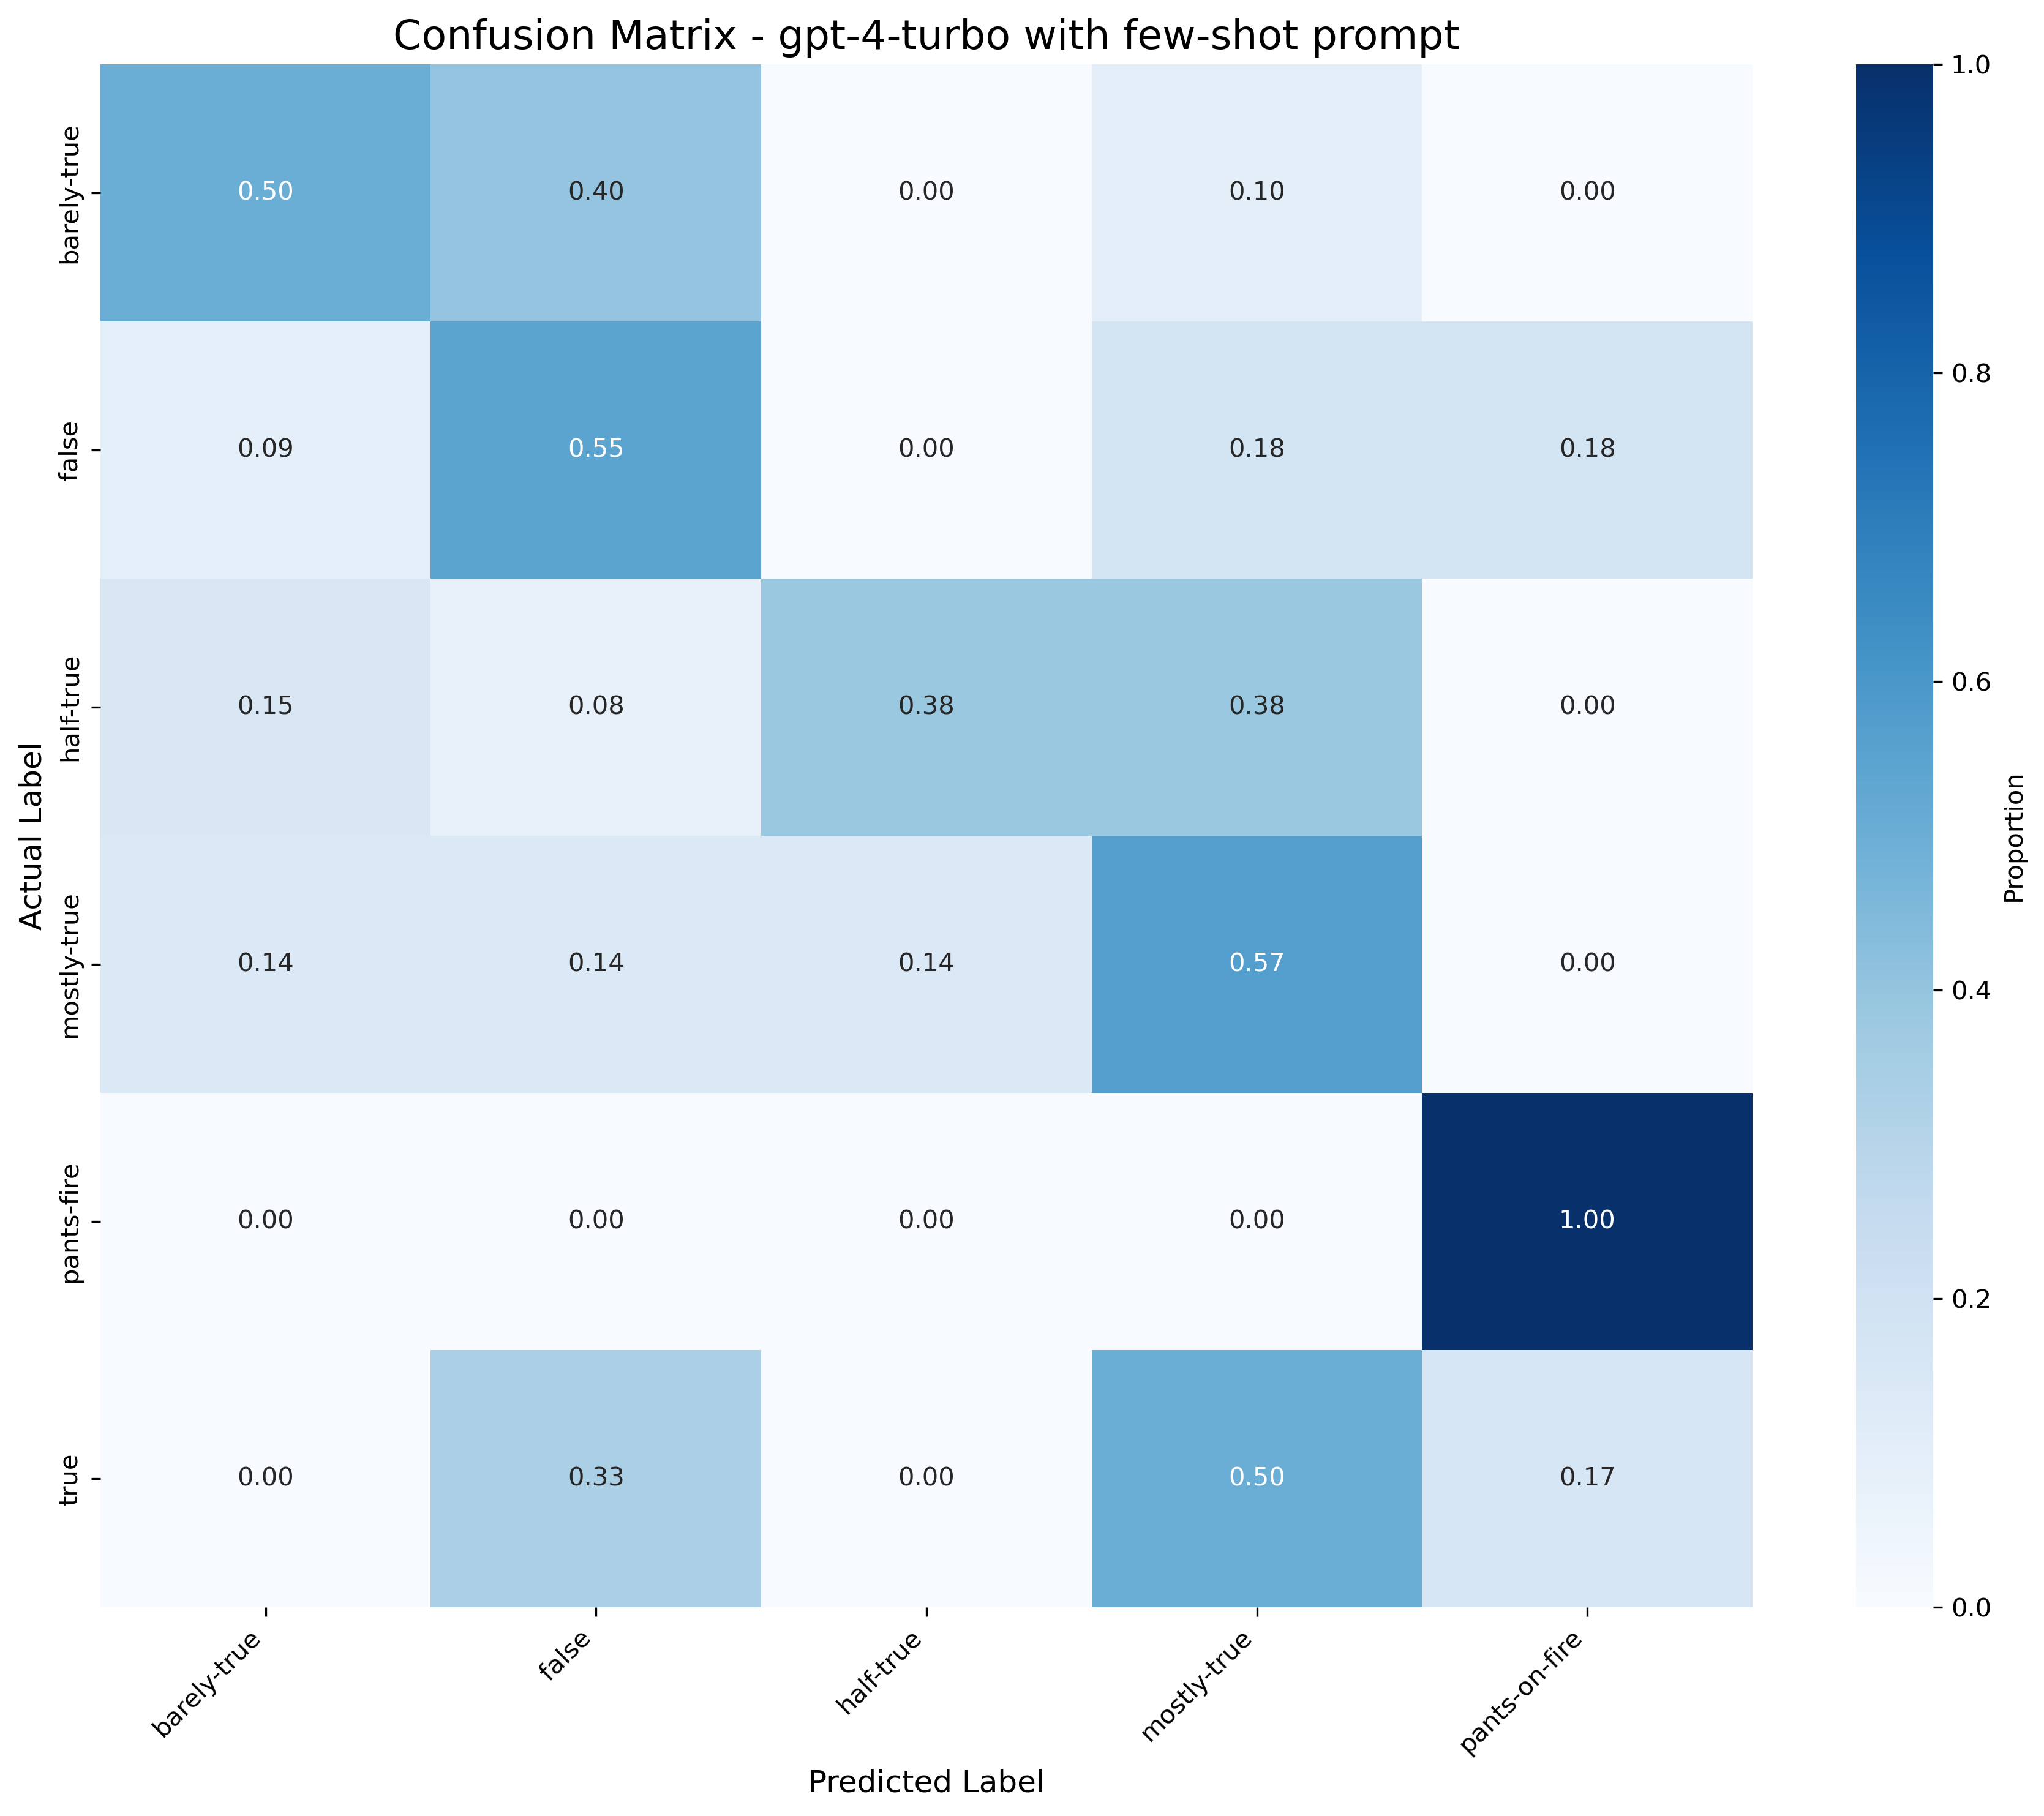 Confusion Matrix - gpt-4-turbo with few-shot prompt
Actual Label
barely-true
0.50 0.40 0.00 0.10 0.00
false
0.09 0.55 0.00 0.18 0.18
half-true
0.15 0.08 0.38 0.38 0.00
mostly-true
0.14 0.14 0.14 0.57 0.00
pants-fire
0.00 0.00 0.00 0.00 1.00
true
0.00 0.33 0.00 0.50 0.17
barely-true
false
half-true
mostly-true
pants-on-fire
Predicted Label
1.0
0.8
0.6
0.4
0.2
0.0
Proportion